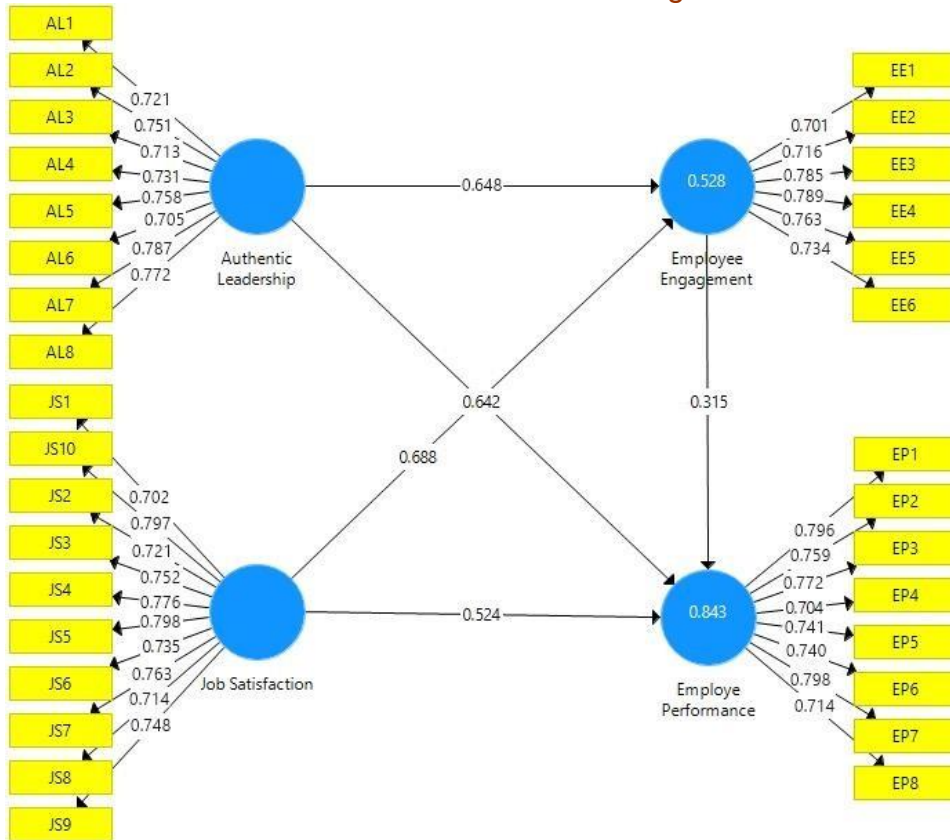 AL1
AL2
AL3
AL4
AL5
AL6
AL7
AL8
0.721
0.751
0.713
0.731
0.758
0.705
0.787
0.772
Authentic
Leadership
JS1
JS10
JS2
JS3
JS4
JS5
JS6
JS7
JS8
JS9
0.702
0.797
0.721
0.752
0.776
0.798
0.735
0.763
0.714
0.748
Job Satisfaction
0.648
0.642
0.688
0.524
0.315
0.528
Employee
Engagement
0.701
0.716
0.785
0.789
0.763
0.734
EE1
EE2
EE3
EE4
EE5
EE6
0.843
Employe
Performance
0.796
0.759
0.772
0.704
0.741
0.740
0.798
0.714
EP1
EP2
EP3
EP4
EP5
EP6
EP7
EP8